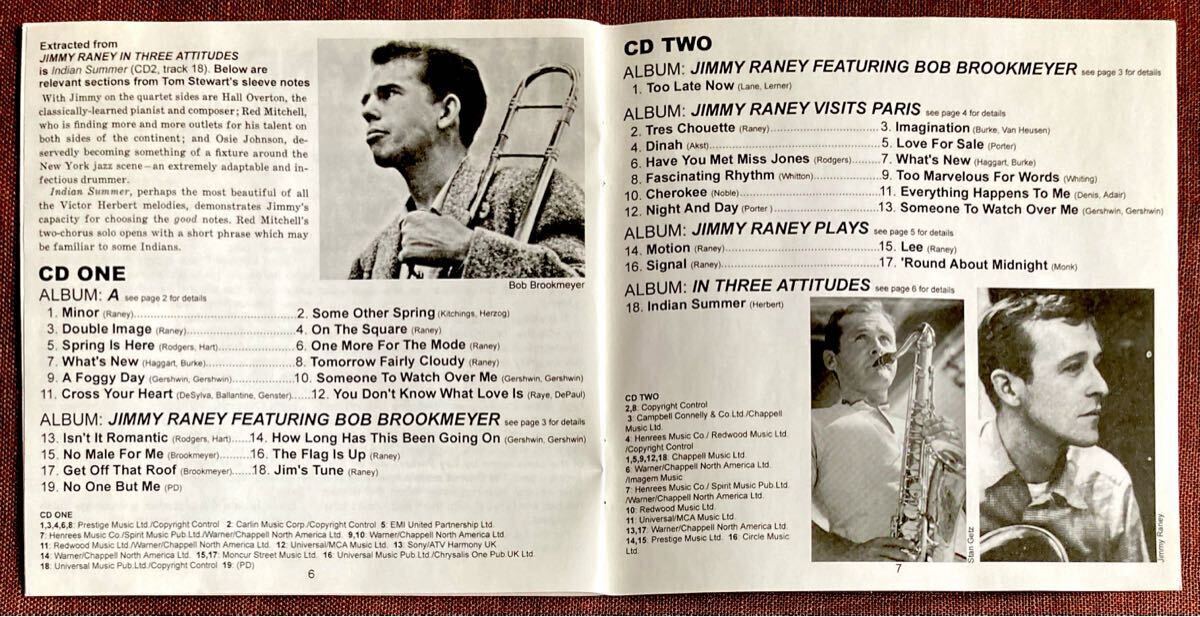 Extracted from
JIMMY RANEY IN THREE ATTITUDES
is Indian Summer (CD2, track 18). Below are
relevant sections from Tom Stewart's sleeve notes
With Jimmy on the quartet sides are Hall Overton, the
classically-learned pianist and composer; Red Mitchell,
who is finding more and more outlets for his talent on
both sides of the continent; and Osie Johnson, de-
servedly becoming something of a fixture around the
New York jazz scene—an extremely adaptable and in-
fectious drummer.
Indian Summer, perhaps the most beautiful of all
the Victor Herbert melodies, demonstrates Jimmy's
capacity for choosing the good notes. Red Mitchell's
two-chorus solo opens with a short phrase which may
be familiar to some Indians.
Bob Brookmeyer
CD ONE
ALBUM: A see page 2 for details
1. Minor (Raney)..........2. Some Other Spring (Kitchings, Herzog)
3. Double Image (Raney) 4. On The Square (Raney)
5. Spring Is Here (Rodgers, Hart)..........6. One More For The Mode (Raney)
7. What's New (Haggart, Burke) 8. Tomorrow Fairly Cloudy (Raney)
9. A Foggy Day (Gershwin, Gershwin)..........10. Someone To Watch Over Me (Gershwin, Gershwin)
11. Cross Your Heart (DeSylva, Ballantine, Genster)......12. You Don't Know What Love Is (Raye, DePaul)
ALBUM: JIMMY RANEY FEATURING BOB BROOKMEYER see page 3 for details
13. Isn't It Romantic (Rodgers, Hart)......14. How Long Has This Been Going On (Gershwin, Gershwin)
15. No Male For Me (Brookmeyer)..........16. The Flag Is Up (Raney)
17. Get Off That Roof (Brookmeyer)......18. Jim's Tune (Raney)
19. No One But Me (PD)
CD ONE
1,3,4,6,8: Prestige Music Ltd./Copyright Control 2: Carlin Music Corp./Copyright Control 5: EMI United Partnership Ltd.
7: Henrees Music Co./Spirit Music Pub.Ltd./Warner/Chappell North America Ltd. 9,10: Warner/Chappell North America Ltd.
11: Redwood Music Ltd./Warner/Chappell North America Ltd. 12: Universal/MCA Music Ltd. 13: Sony/ATV Harmony UK
14: Warner/Chappell North America Ltd. 15,17: Moncur Street Music Ltd. 16: Universal Music Pub.Ltd./Chrysalis One Pub UK Ltd.
18: Universal Music Pub.Ltd./Copyright Control 19: (PD)
6
CD TWO
ALBUM: JIMMY RANEY FEATURING BOB BROOKMEYER see page 3 for details
1. Too Late Now (Lane, Lerner)
ALBUM: JIMMY RANEY VISITS PARIS see page 4 for details
2. Tres Chouette (Raney)..........3. Imagination (Burke, Van Heusen)
4. Dinah (Akst)..........5. Love For Sale (Porter)
6. Have You Met Miss Jones (Rodgers)......7. What's New (Haggart, Burke)
8. Fascinating Rhythm (Whitton)..........9. Too Marvelous For Words (Whiting)
10. Cherokee (Noble)..........11. Everything Happens To Me (Denis, Adair)
12. Night And Day (Porter )..........13. Someone To Watch Over Me (Gershwin, Gershwin)
ALBUM: JIMMY RANEY PLAYS see page 5 for details
14. Motion (Raney)..........15. Lee (Raney)
16. Signal (Raney)..........17. 'Round About Midnight (Monk)
ALBUM: IN THREE ATTITUDES see page 6 for details
18. Indian Summer (Herbert)
CD TWO
2,8: Copyright Control
3: Campbell Connelly & Co.Ltd./Chappell
Music Ltd.
4: Henrees Music Co./ Redwood Music Ltd.
/Copyright Control
1,5,9,12,18: Chappell Music Ltd.
6: Warner/Chappell North America Ltd.
/Imagem Music
7: Henrees Music Co./ Spirit Music Pub.Ltd.
/Warner/Chappell North America Ltd.
10: Redwood Music Ltd.
11: Universal/MCA Music Ltd.
13,17: Warner/Chappell North America Ltd.
14,15: Prestige Music Ltd. 16: Circle Music
Ltd.
Stan Getz
Jimmy Raney
7